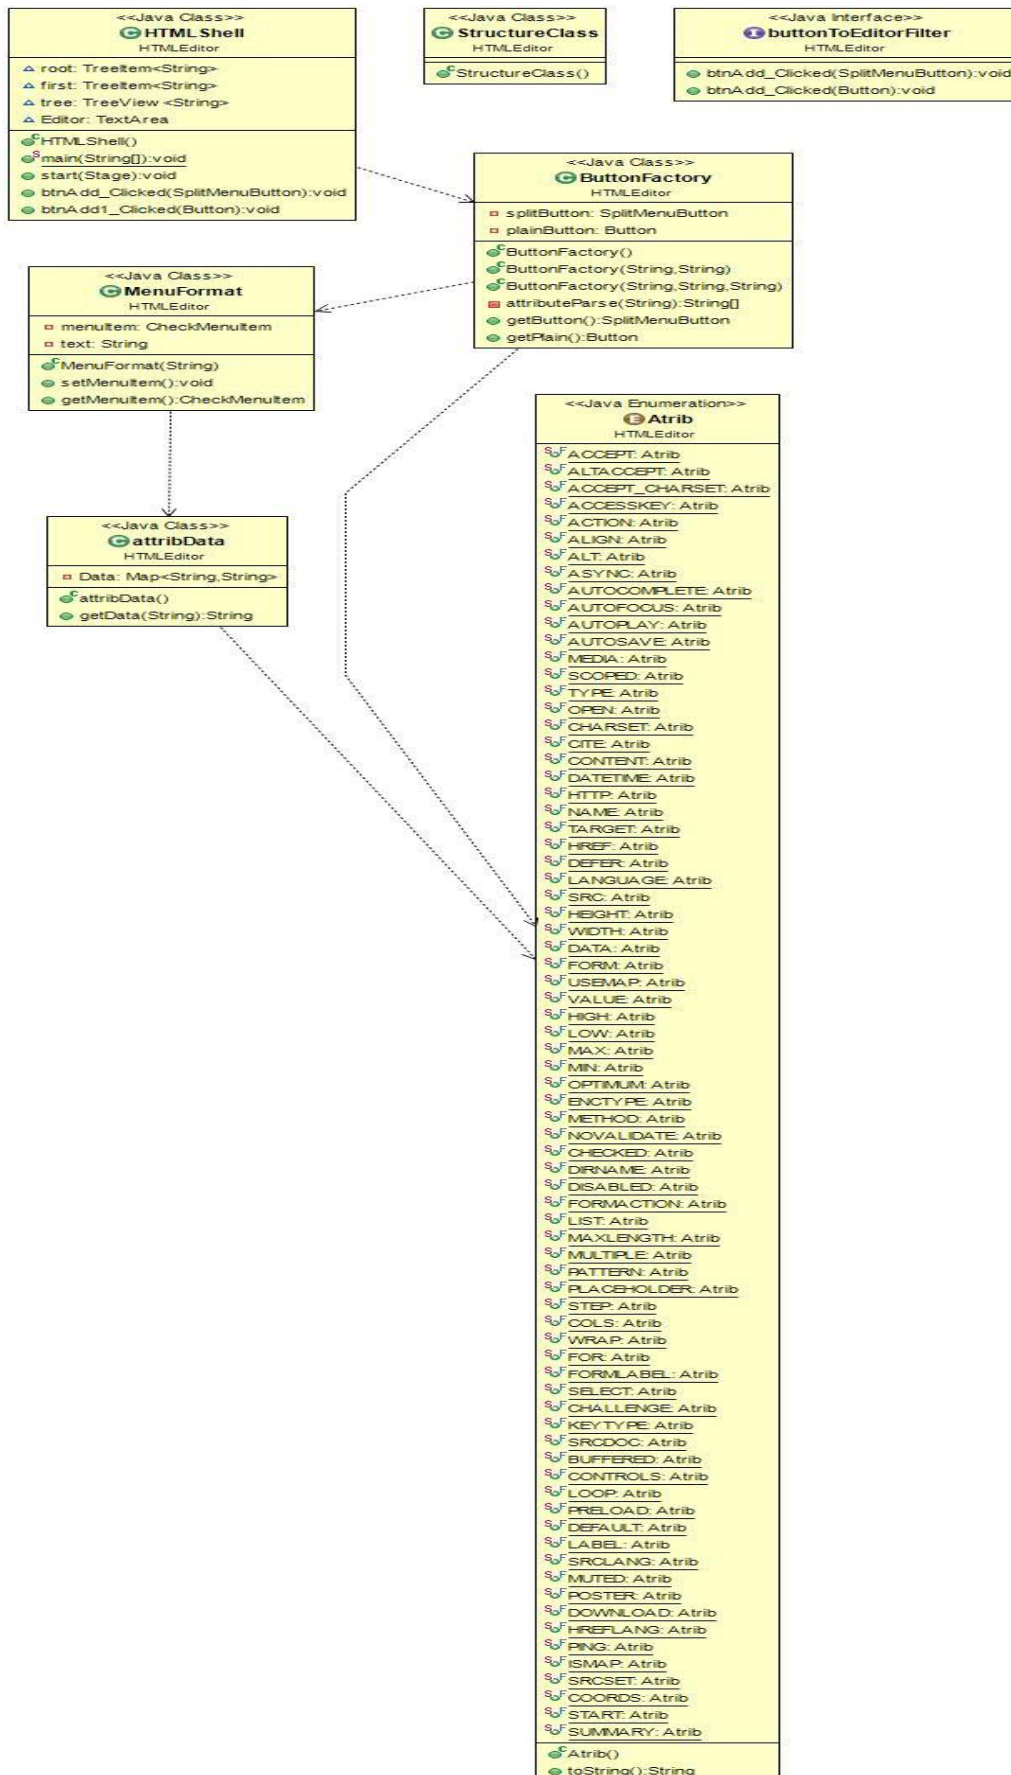 <<Java Class>>
HTMLShell
HTMLEditor
root: TreeItem<String>
first: TreeItem<String>
tree: TreeView <String>
Editor: TextArea
HTMLShell()
main(String[]):void
start(Stage):void
btnAdd_Clicked(SplitMenuButton):void
btnAdd1_Clicked(Button):void
<<Java Class>>
StructureClass
HTMLEditor
StructureClass()
<<Java Interface>>
buttonToEditorFilter
HTMLEditor
btnAdd_Clicked(SplitMenuButton):void
btnAdd_Clicked(Button):void
<<Java Class>>
ButtonFactory
HTMLEditor
splitButton: SplitMenuButton
plainButton: Button
ButtonFactory()
ButtonFactory(String,String)
ButtonFactory(String,String,String)
attributeParse(String):String[]
getButton():SplitMenuButton
getPlain():Button
<<Java Class>>
MenuFormat
HTMLEditor
menuItem: CheckMenuItem
text: String
MenuFormat(String)
setMenuItem():void
getMenuItem():CheckMenuItem
<<Java Class>>
attribData
HTMLEditor
Data: Map<String,String>
attribData()
getData(String):String
<<Java Enumeration>>
Atrib
HTMLEditor
ACCEPT: Atrib
ALTACCEPT: Atrib
ACCEPT_CHARSET: Atrib
ACCESSKEY: Atrib
ACTION: Atrib
ALIGN: Atrib
ALT: Atrib
ASYNC: Atrib
AUTOCOMPLETE: Atrib
AUTOFOCUS: Atrib
AUTOPLAY: Atrib
AUTOSAVE: Atrib
MEDIA: Atrib
SCOPED: Atrib
TYPE: Atrib
OPEN: Atrib
CHARSET: Atrib
CITE: Atrib
CONTENT: Atrib
DATETIME: Atrib
HTTP: Atrib
NAME: Atrib
TARGET: Atrib
HREF: Atrib
DEFER: Atrib
LANGUAGE: Atrib
SRC: Atrib
HEIGHT: Atrib
WIDTH: Atrib
DATA: Atrib
FORM: Atrib
USEMAP: Atrib
VALUE: Atrib
HIGH: Atrib
LOW: Atrib
MAX: Atrib
MIN: Atrib
OPTIMUM: Atrib
ENCTYPE: Atrib
METHOD: Atrib
NOVALIDATE: Atrib
CHECKED: Atrib
DIRNAME: Atrib
DISABLED: Atrib
FORMACTION: Atrib
LIST: Atrib
MAXLENGTH: Atrib
MULTIPLE: Atrib
PATTERN: Atrib
PLACEHOLDER: Atrib
STEP: Atrib
COLS: Atrib
WRAP: Atrib
FOR: Atrib
FORMLABEL: Atrib
SELECT: Atrib
CHALLENGE: Atrib
KEYTYPE: Atrib
SRCDOC: Atrib
BUFFERED: Atrib
CONTROLS: Atrib
LOOP: Atrib
PRELOAD: Atrib
DEFAULT: Atrib
LABEL: Atrib
SRCLANG: Atrib
MUTED: Atrib
POSTER: Atrib
DOWNLOAD: Atrib
HREFLANG: Atrib
PING: Atrib
ISMAP: Atrib
SRCSET: Atrib
COORDS: Atrib
START: Atrib
SUMMARY: Atrib
Atrib()
toString():String